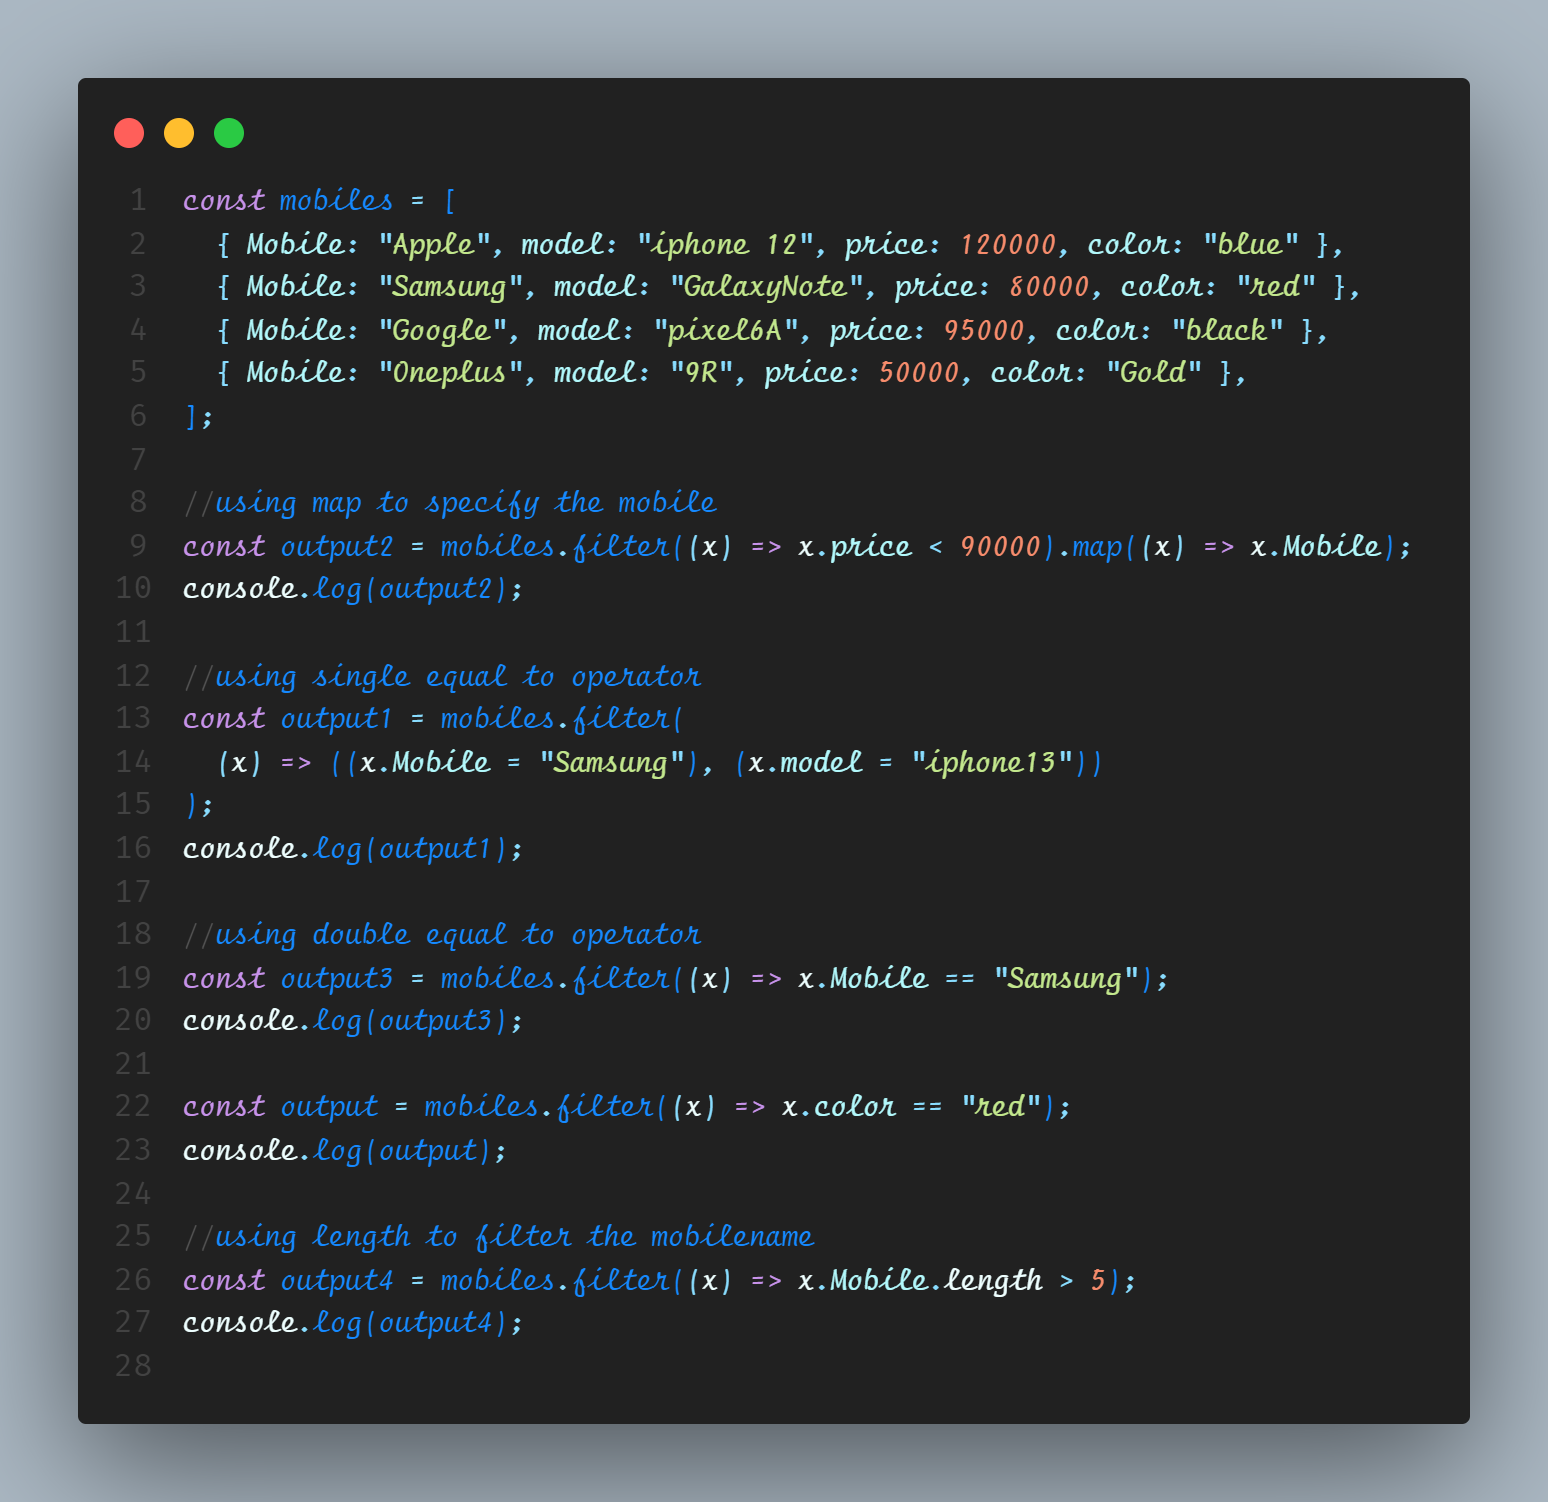 1 const mobiles = [
2   { Mobile: "Apple", model: "iphone 12", price: 120000, color: "blue" },
3   { Mobile: "Samsung", model: "GalaxyNote", price: 80000, color: "red" },
4   { Mobile: "Google", model: "pixel6A", price: 95000, color: "black" },
5   { Mobile: "Oneplus", model: "9R", price: 50000, color: "Gold" },
6 ];
7
8 //using map to specify the mobile
9 const output2 = mobiles.filter((x) => x.price < 90000).map((x) => x.Mobile);
10 console.log(output2);
11
12 //using single equal to operator
13 const output1 = mobiles.filter(
14   (x) => ((x.Mobile = "Samsung"), (x.model = "iphone13"))
15 );
16 console.log(output1);
17
18 //using double equal to operator
19 const output3 = mobiles.filter((x) => x.Mobile == "Samsung");
20 console.log(output3);
21
22 const output = mobiles.filter((x) => x.color == "red");
23 console.log(output);
24
25 //using length to filter the mobilename
26 const output4 = mobiles.filter((x) => x.Mobile.length > 5);
27 console.log(output4);
28